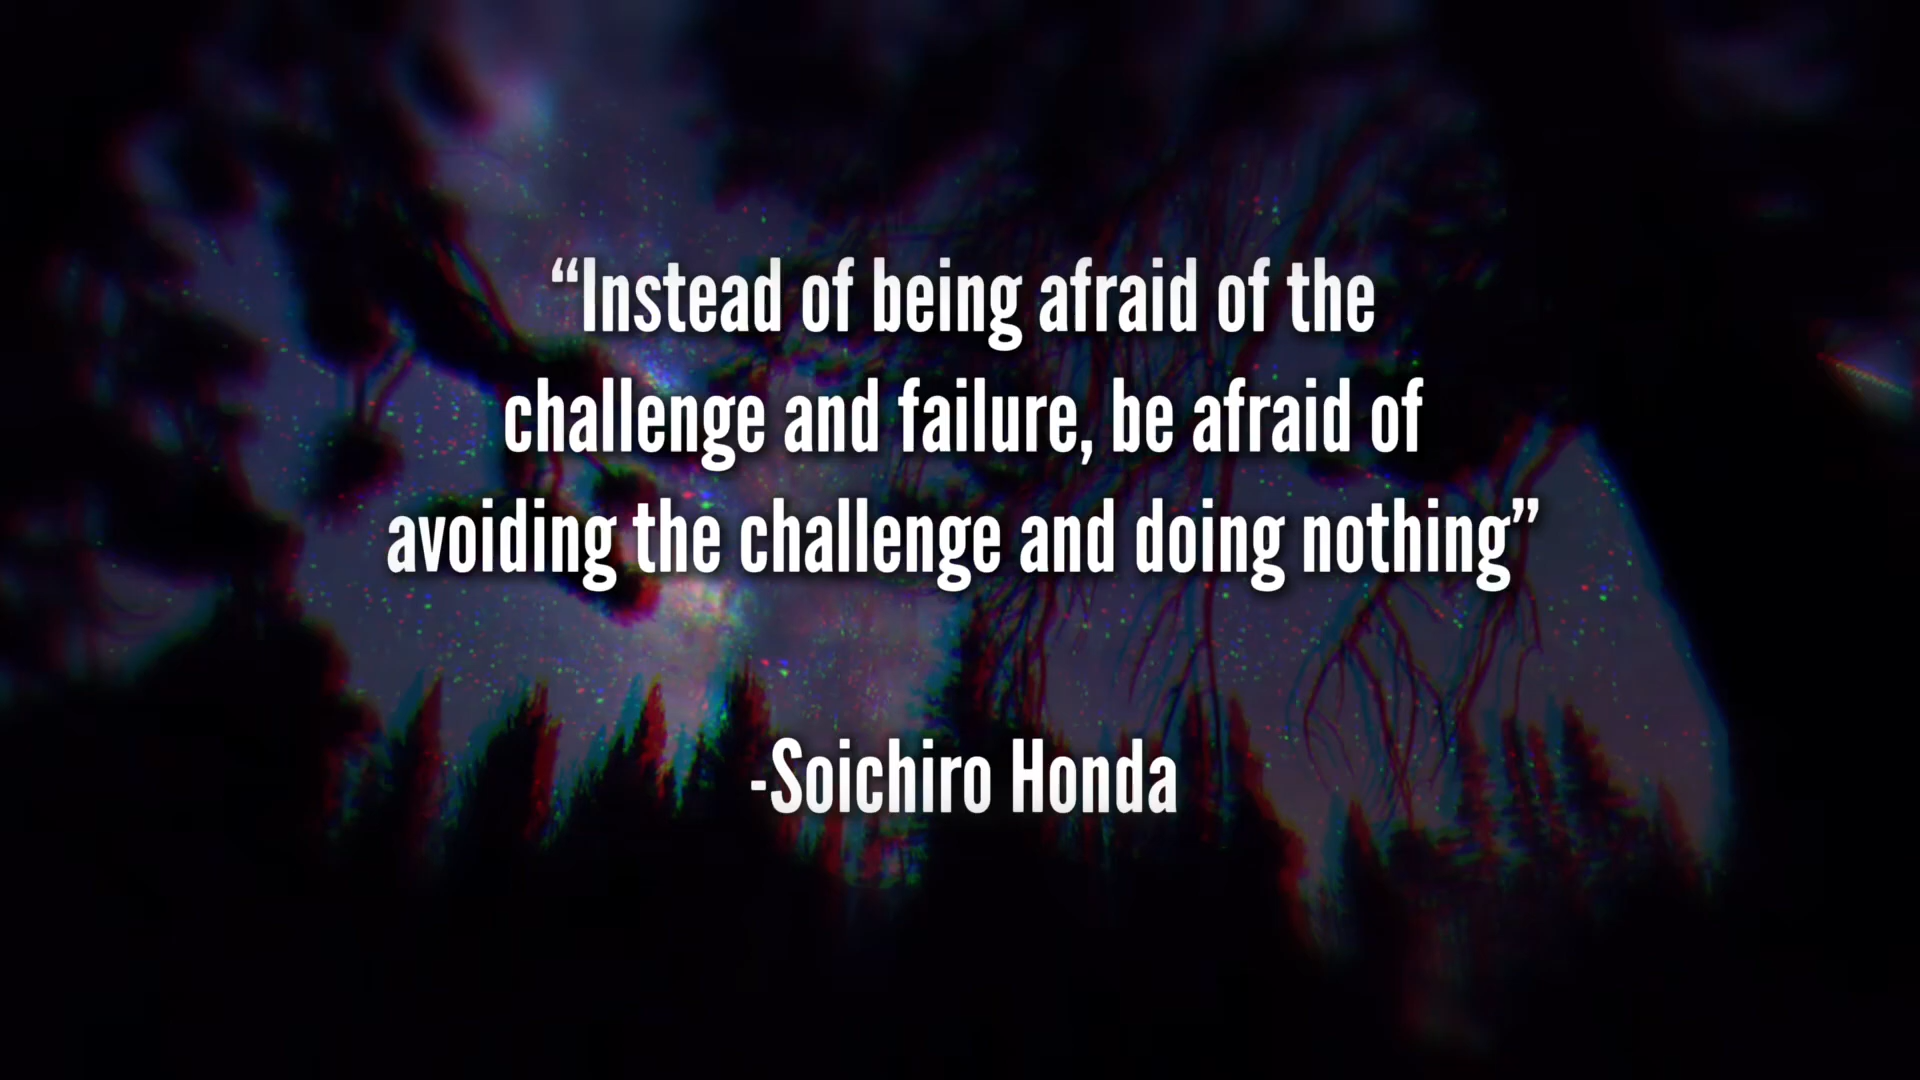 “Instead of being afraid of the
challenge and failure, be afraid of
avoiding the challenge and doing nothing”
-Soichiro Honda